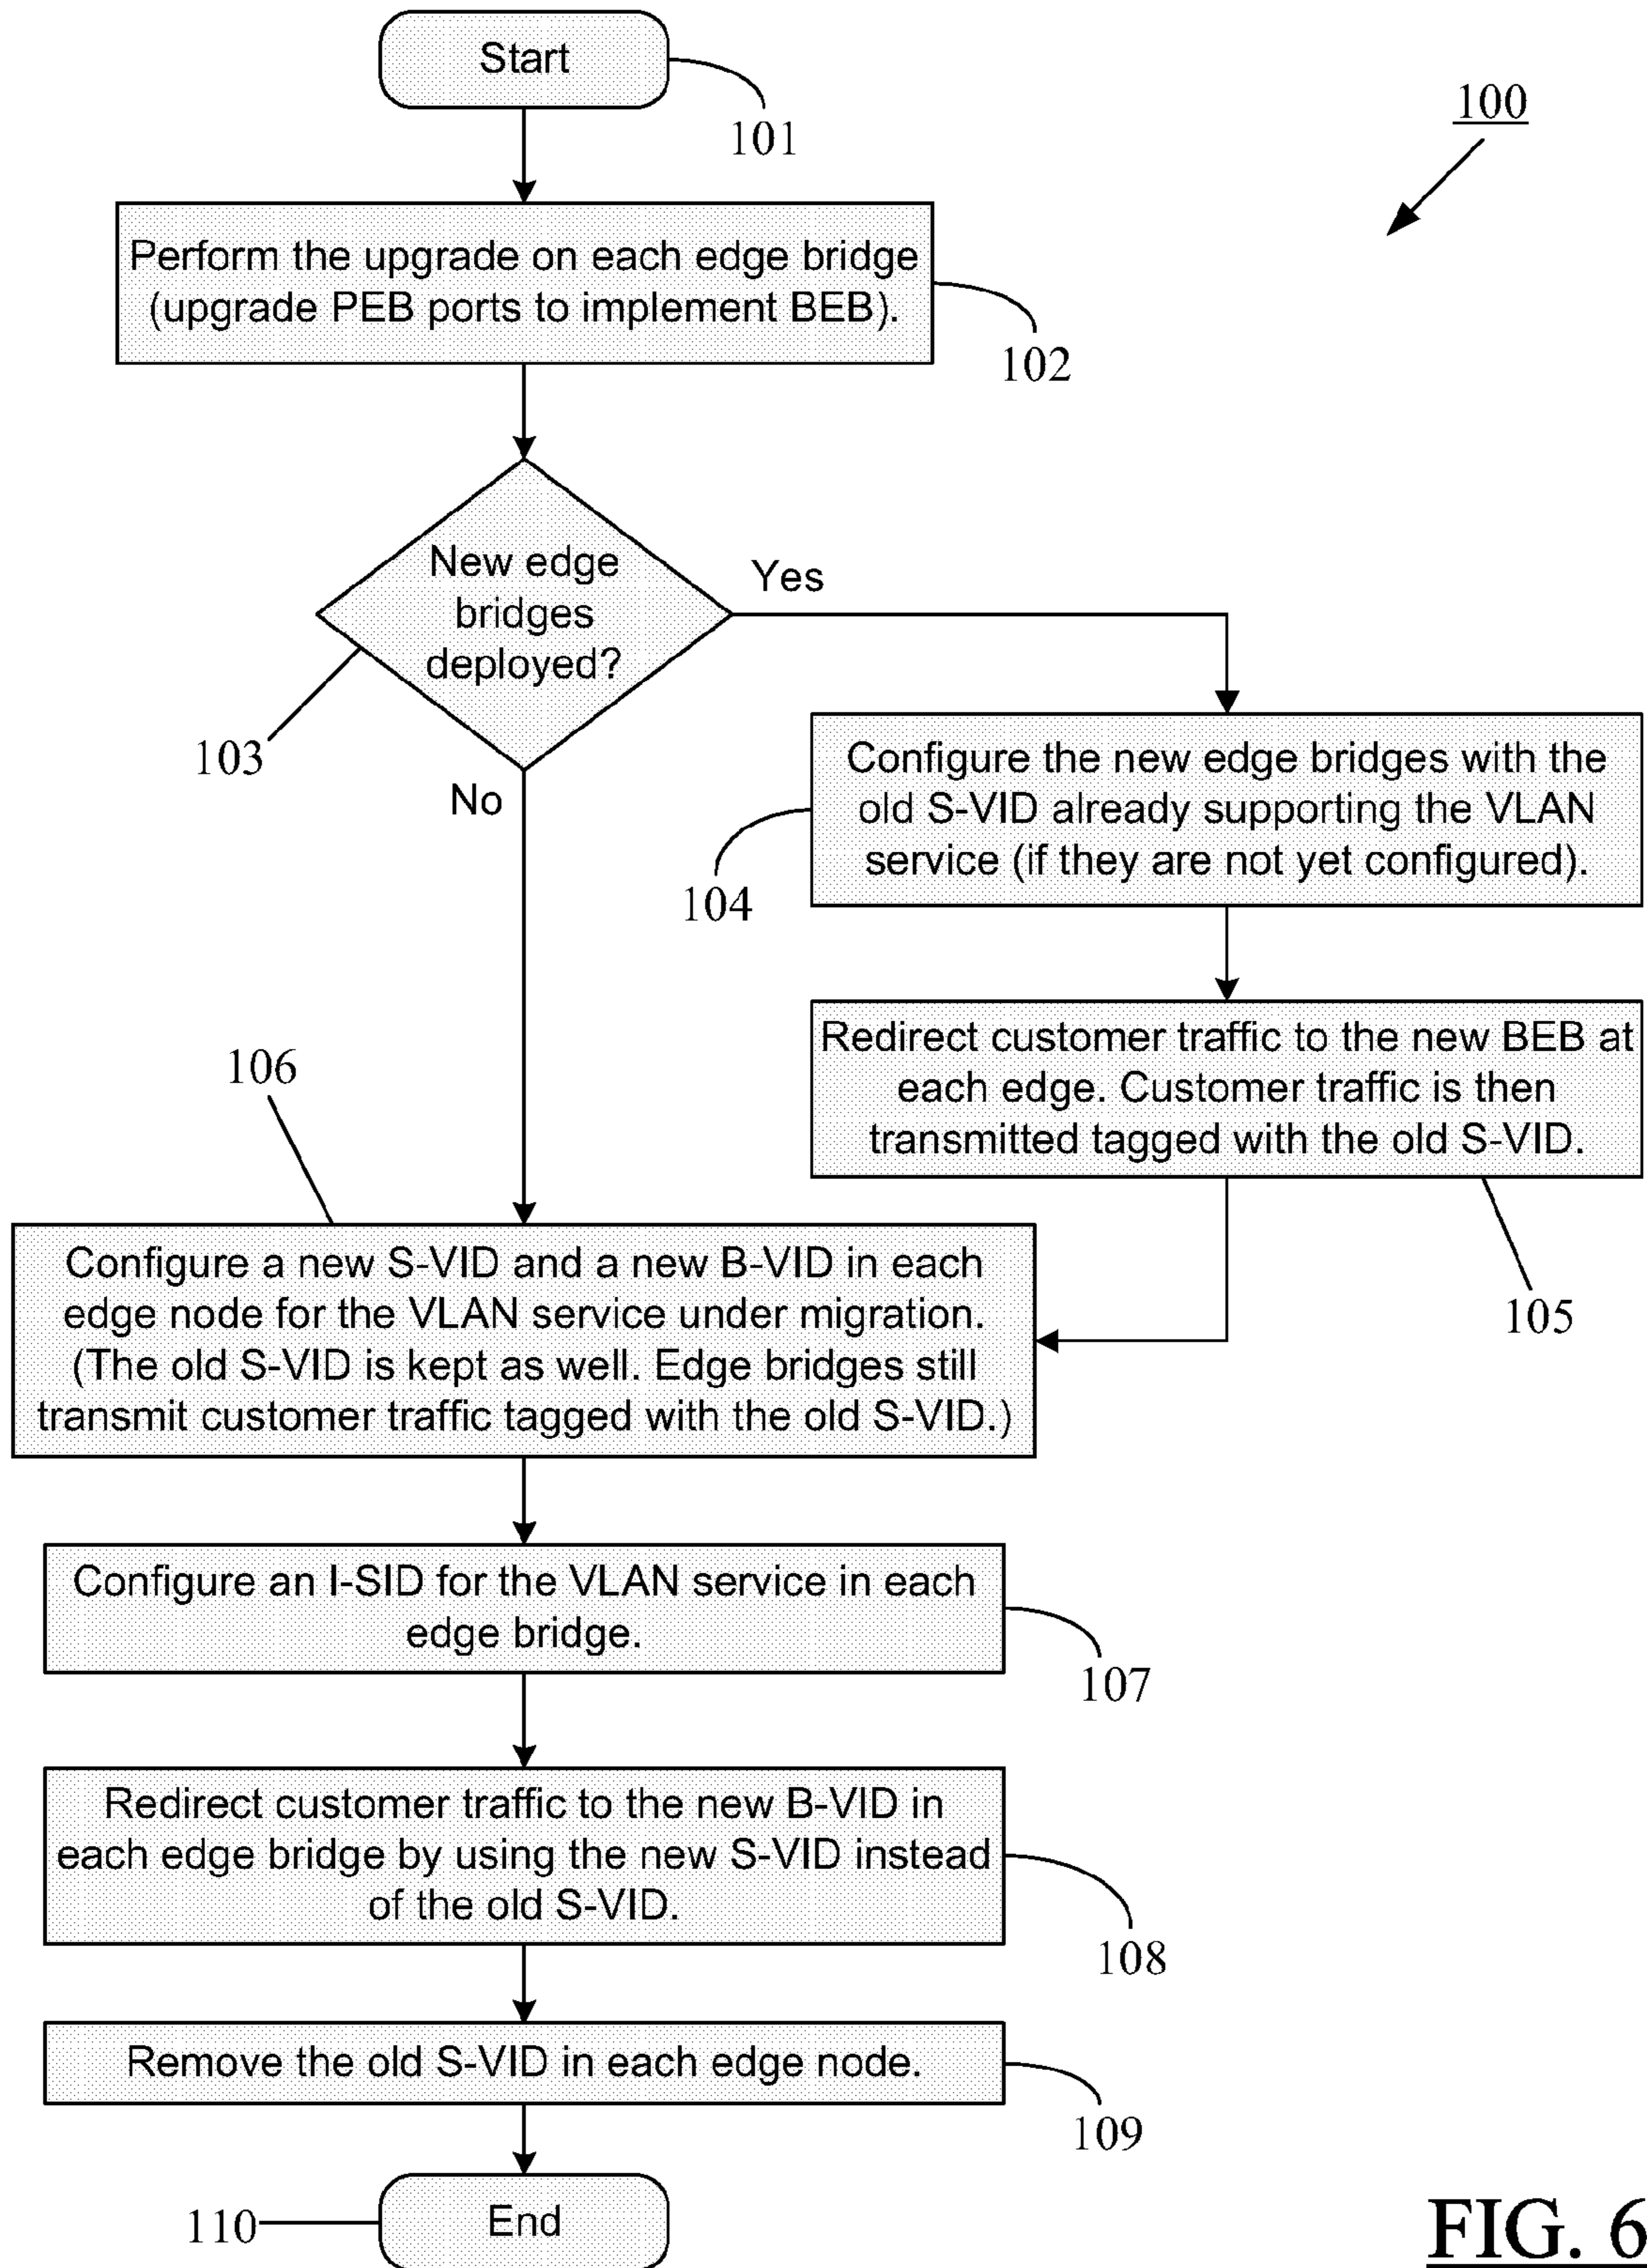 Start
101
100
Perform the upgrade on each edge bridge
(upgrade PEB ports to implement BEB).
102
New edge
bridges
deployed?
Yes
103
No
Configure the new edge bridges with the
old S-VID already supporting the VLAN
service (if they are not yet configured).
104
Redirect customer traffic to the new BEB at
each edge. Customer traffic is then
transmitted tagged with the old S-VID.
105
106
Configure a new S-VID and a new B-VID in each
edge node for the VLAN service under migration.
(The old S-VID is kept as well. Edge bridges still
transmit customer traffic tagged with the old S-VID.)
Configure an I-SID for the VLAN service in each
edge bridge.
107
Redirect customer traffic to the new B-VID in
each edge bridge by using the new S-VID instead
of the old S-VID.
108
Remove the old S-VID in each edge node.
109
End
110
FIG. 6